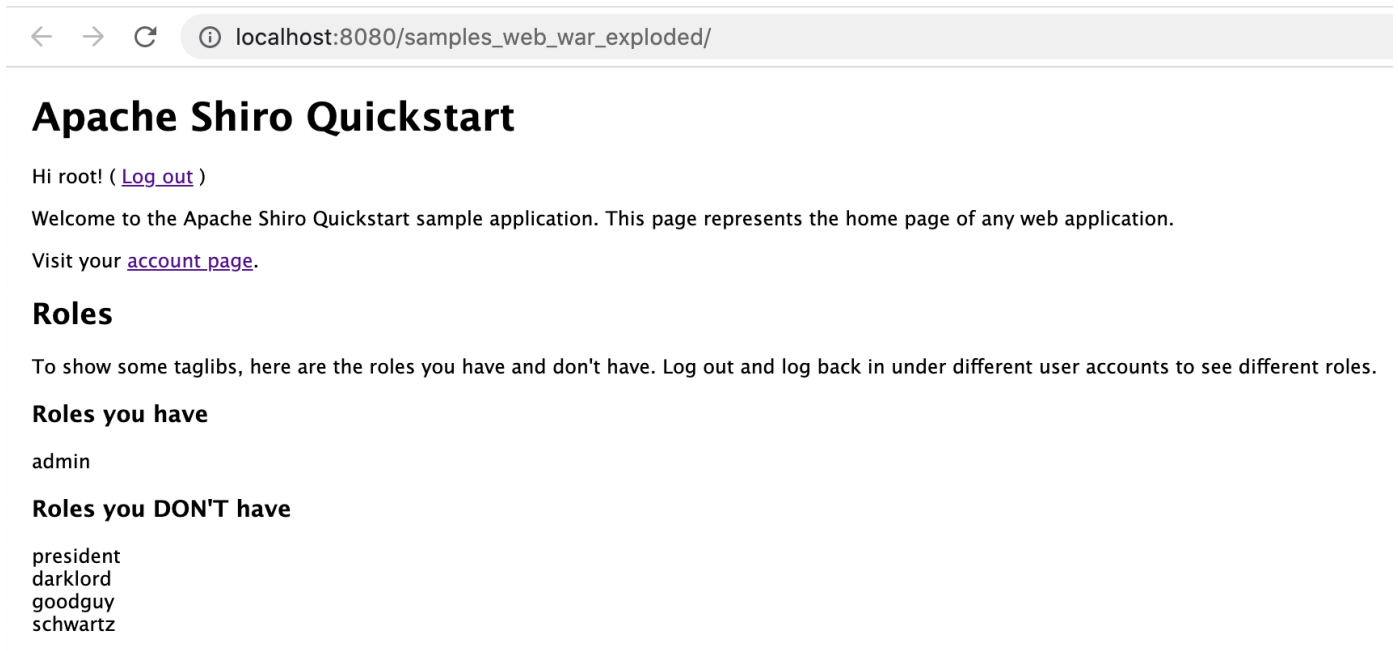 localhost:8080/samples_web_war_exploded/
Apache Shiro Quickstart
Hi root! ( Log out )
Welcome to the Apache Shiro Quickstart sample application. This page represents the home page of any web application.
Visit your account page.
Roles
To show some taglibs, here are the roles you have and don't have. Log out and log back in under different user accounts to see different roles.
Roles you have
admin
Roles you DON'T have
president
darklord
goodguy
schwartz